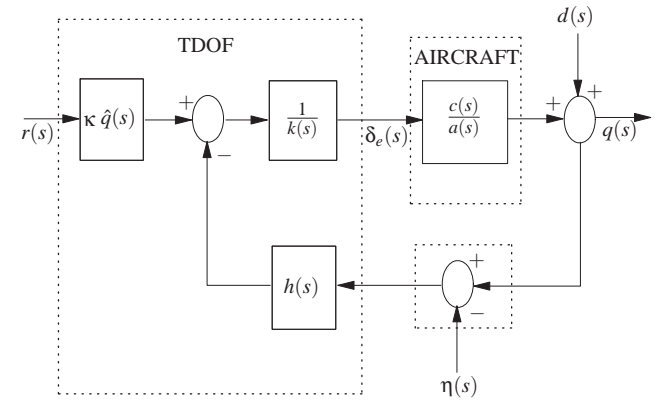 d(s)
TDOF
AIRCRAFT
κ q̂(s)
+
−
1
k(s)
c(s)
a(s)
+
+
r(s)
δₑ(s)
q(s)
h(s)
+
−
η(s)